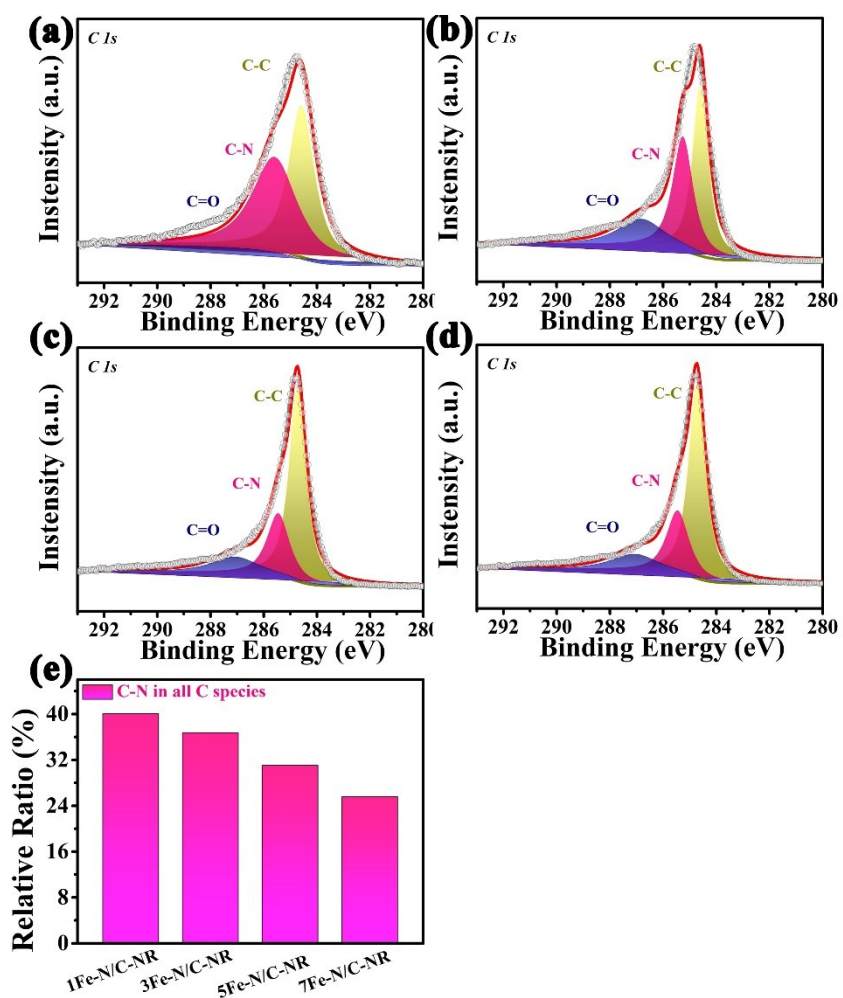 (a)
C 1s
C-C
C-N
C=O
Instensity (a.u.)
292 290 288 286 284 282 280
Binding Energy (eV)
(b)
C 1s
C-C
C-N
C=O
Instensity (a.u.)
292 290 288 286 284 282 280
Binding Energy (eV)
(c)
C 1s
C-C
C-N
C=O
Instensity (a.u.)
292 290 288 286 284 282 280
Binding Energy (eV)
(d)
C 1s
C-C
C-N
C=O
Instensity (a.u.)
292 290 288 286 284 282 280
Binding Energy (eV)
(e)
C-N in all C species
Relative Ratio (%)
40
32
24
16
8
0
1Fe-N/C-NR 3Fe-N/C-NR 5Fe-N/C-NR 7Fe-N/C-NR